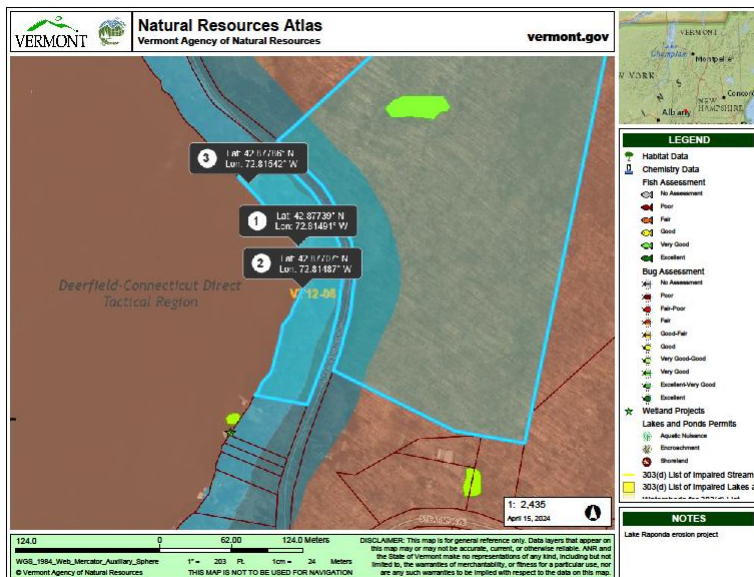 VERMONT
Natural Resources Atlas
Vermont Agency of Natural Resources
vermont.gov
VERMONT
Montpelier
NEW
HAMPSHIRE
Albany
3
Lat: 42.87786° N
Lon: 72.81542° W
1
Lat: 42.87739° N
Lon: 72.81491° W
2
Lat: 42.87707° N
Lon: 72.81487° W
Deerfield-Connecticut Direct
Tactical Region
12-08
LEGEND
Habitat Data
Chemistry Data
Fish Assessment
No Assessment
Poor
Fair
Good
Very Good
Excellent
Bug Assessment
No Assessment
Poor
Fair-Poor
Fair
Good-Fair
Good
Very Good-Good
Very Good
Excellent-Very Good
Excellent
Wetland Projects
Lakes and Ponds Permits
Aquatic Nuisance
Encroachment
Shoreland
303(d) List of Impaired Stream
303(d) List of Impaired Lakes a
1: 2,435
April 15, 2024
NOTES
Lake Raponda erosion project
124.0 0 62.00 124.0 Meters
WGS_1984_Web_Mercator_Auxiliary_Sphere
1" = 203 Ft. 1cm = 24 Meters
© Vermont Agency of Natural Resources
THIS MAP IS NOT TO BE USED FOR NAVIGATION
DISCLAIMER: This map is for general reference only. Data layers that appear on
this map may or may not be accurate, current, or otherwise reliable. ANR and
the State of Vermont make no representations of any kind, including but not
limited to, the warranties of merchantability, or fitness for a particular use, nor
are any such warranties to be implied with respect to the data on this map.